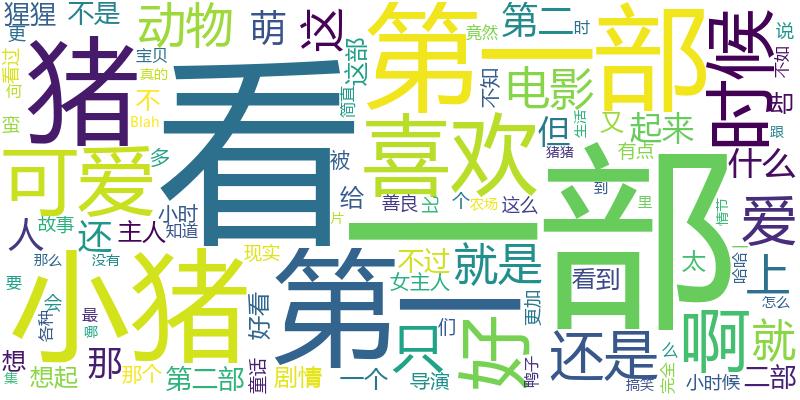 猩猩
不是
动物
萌
这
第一部
第二
时
说
时候
更
看过
宝贝
真的
Blah
猪
看
简直
这部
竟然
不知
电影
不如
可爱
蛮
不
多
被
喜欢
但
生活
又
起来
跟
什么
猪猪
有点
一
部
人
故事
还
主人
小时
知道
给
善良
比
个
农场
这么
到
里
情节
爱
那么
没有
片
小猪
现实
第一
不过
女主人
就是
看到
太
哈哈
上
怎么
要
各种
会
最
哪
好看
只
们
好
更加
还是
啊
就
想
集
想起
那
那个
第二部
童话
剧情
一个
导演
鸭子
搞笑
完全
么
小时候
二部